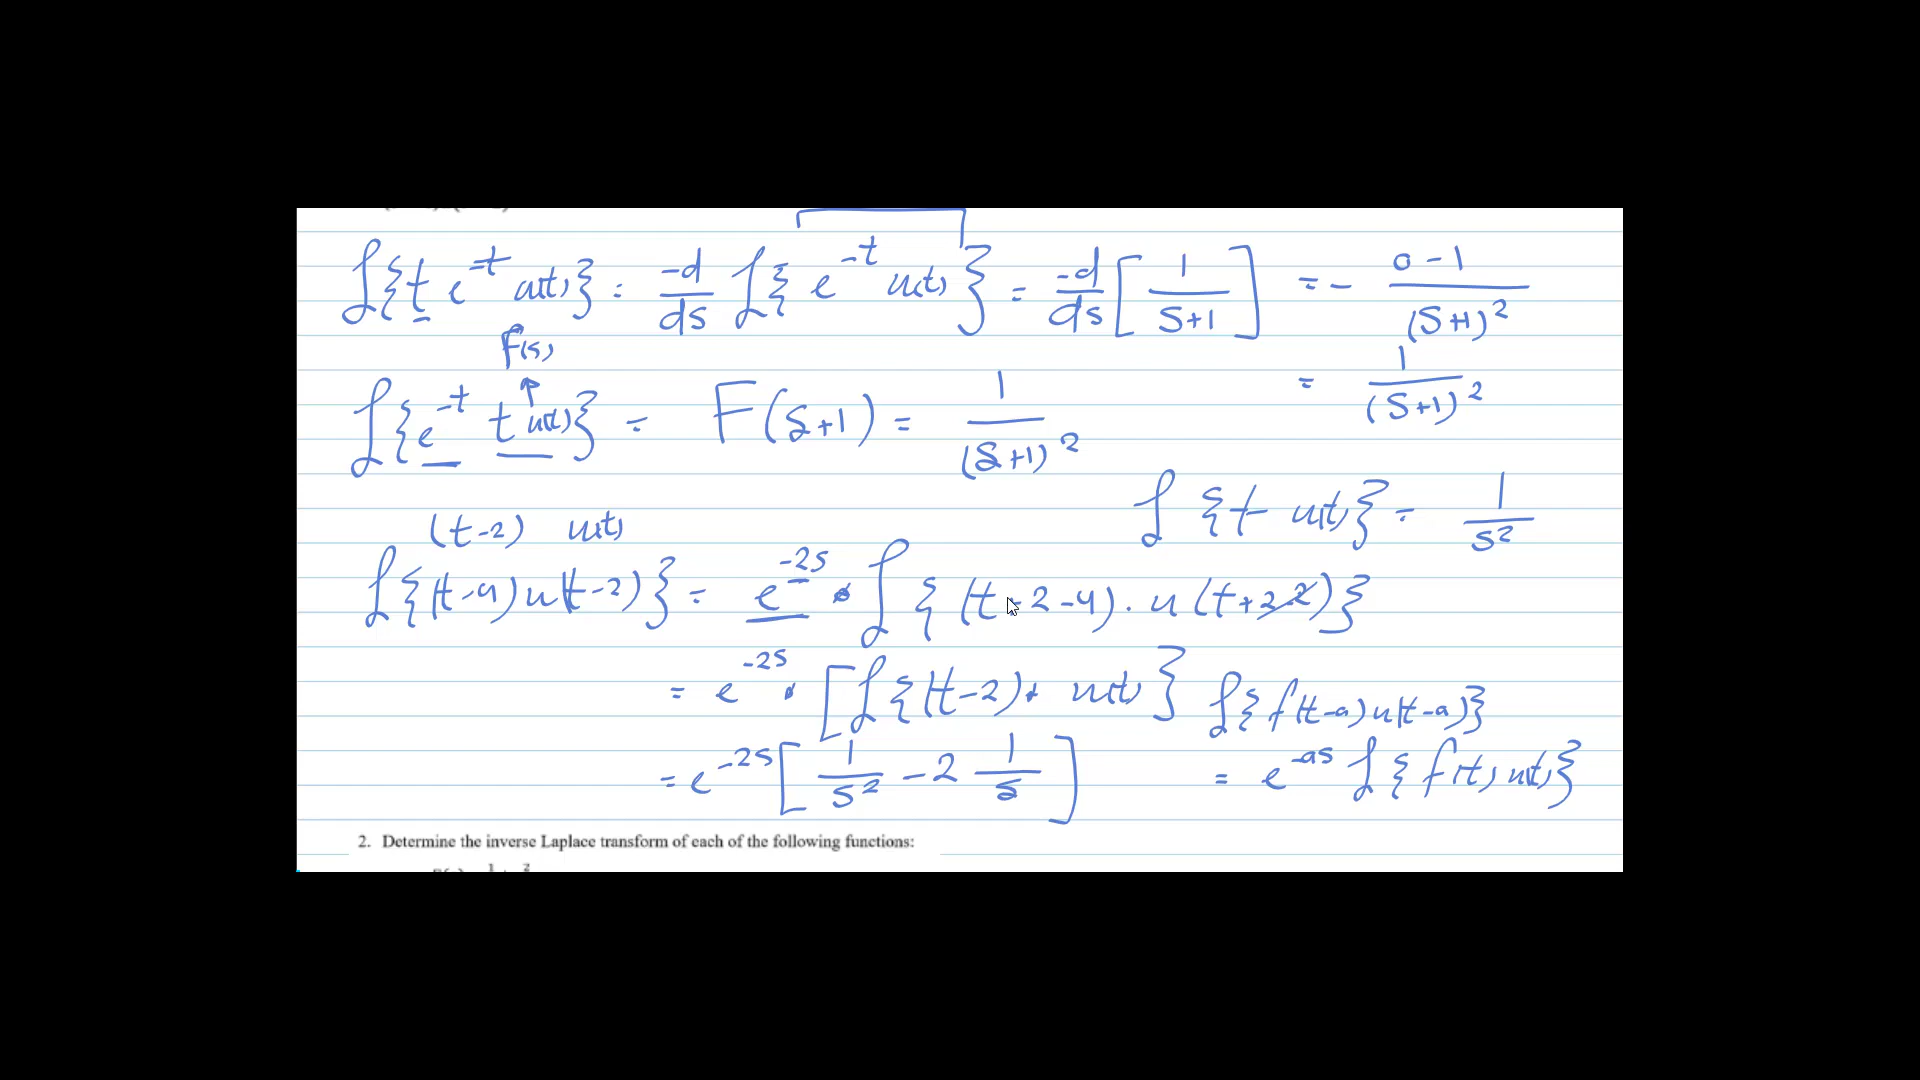 ℒ{t e^-t u(t)} = -d/ds ℒ{e^-t u(t)} = -d/ds [1/(S+1)] = - (0-1)/(S+1)^2
F(s)
= 1/(S+1)^2
ℒ{e^-t t u(t)} = F(S+1) = 1/(S+1)^2
ℒ{t u(t)} = 1/s^2
(t-2) u(t)
ℒ{(t-4)u(t-2)} = e^-2s • ℒ{(t+2-4). u(t+2-2)}
= e^-2s • [ℒ{(t-2)• u(t)}
ℒ{f(t-a)u(t-a)}
= e^-2s [1/s^2 - 2 1/s]
= e^-as ℒ{f(t) u(t)}
2. Determine the inverse Laplace transform of each of the following functions: